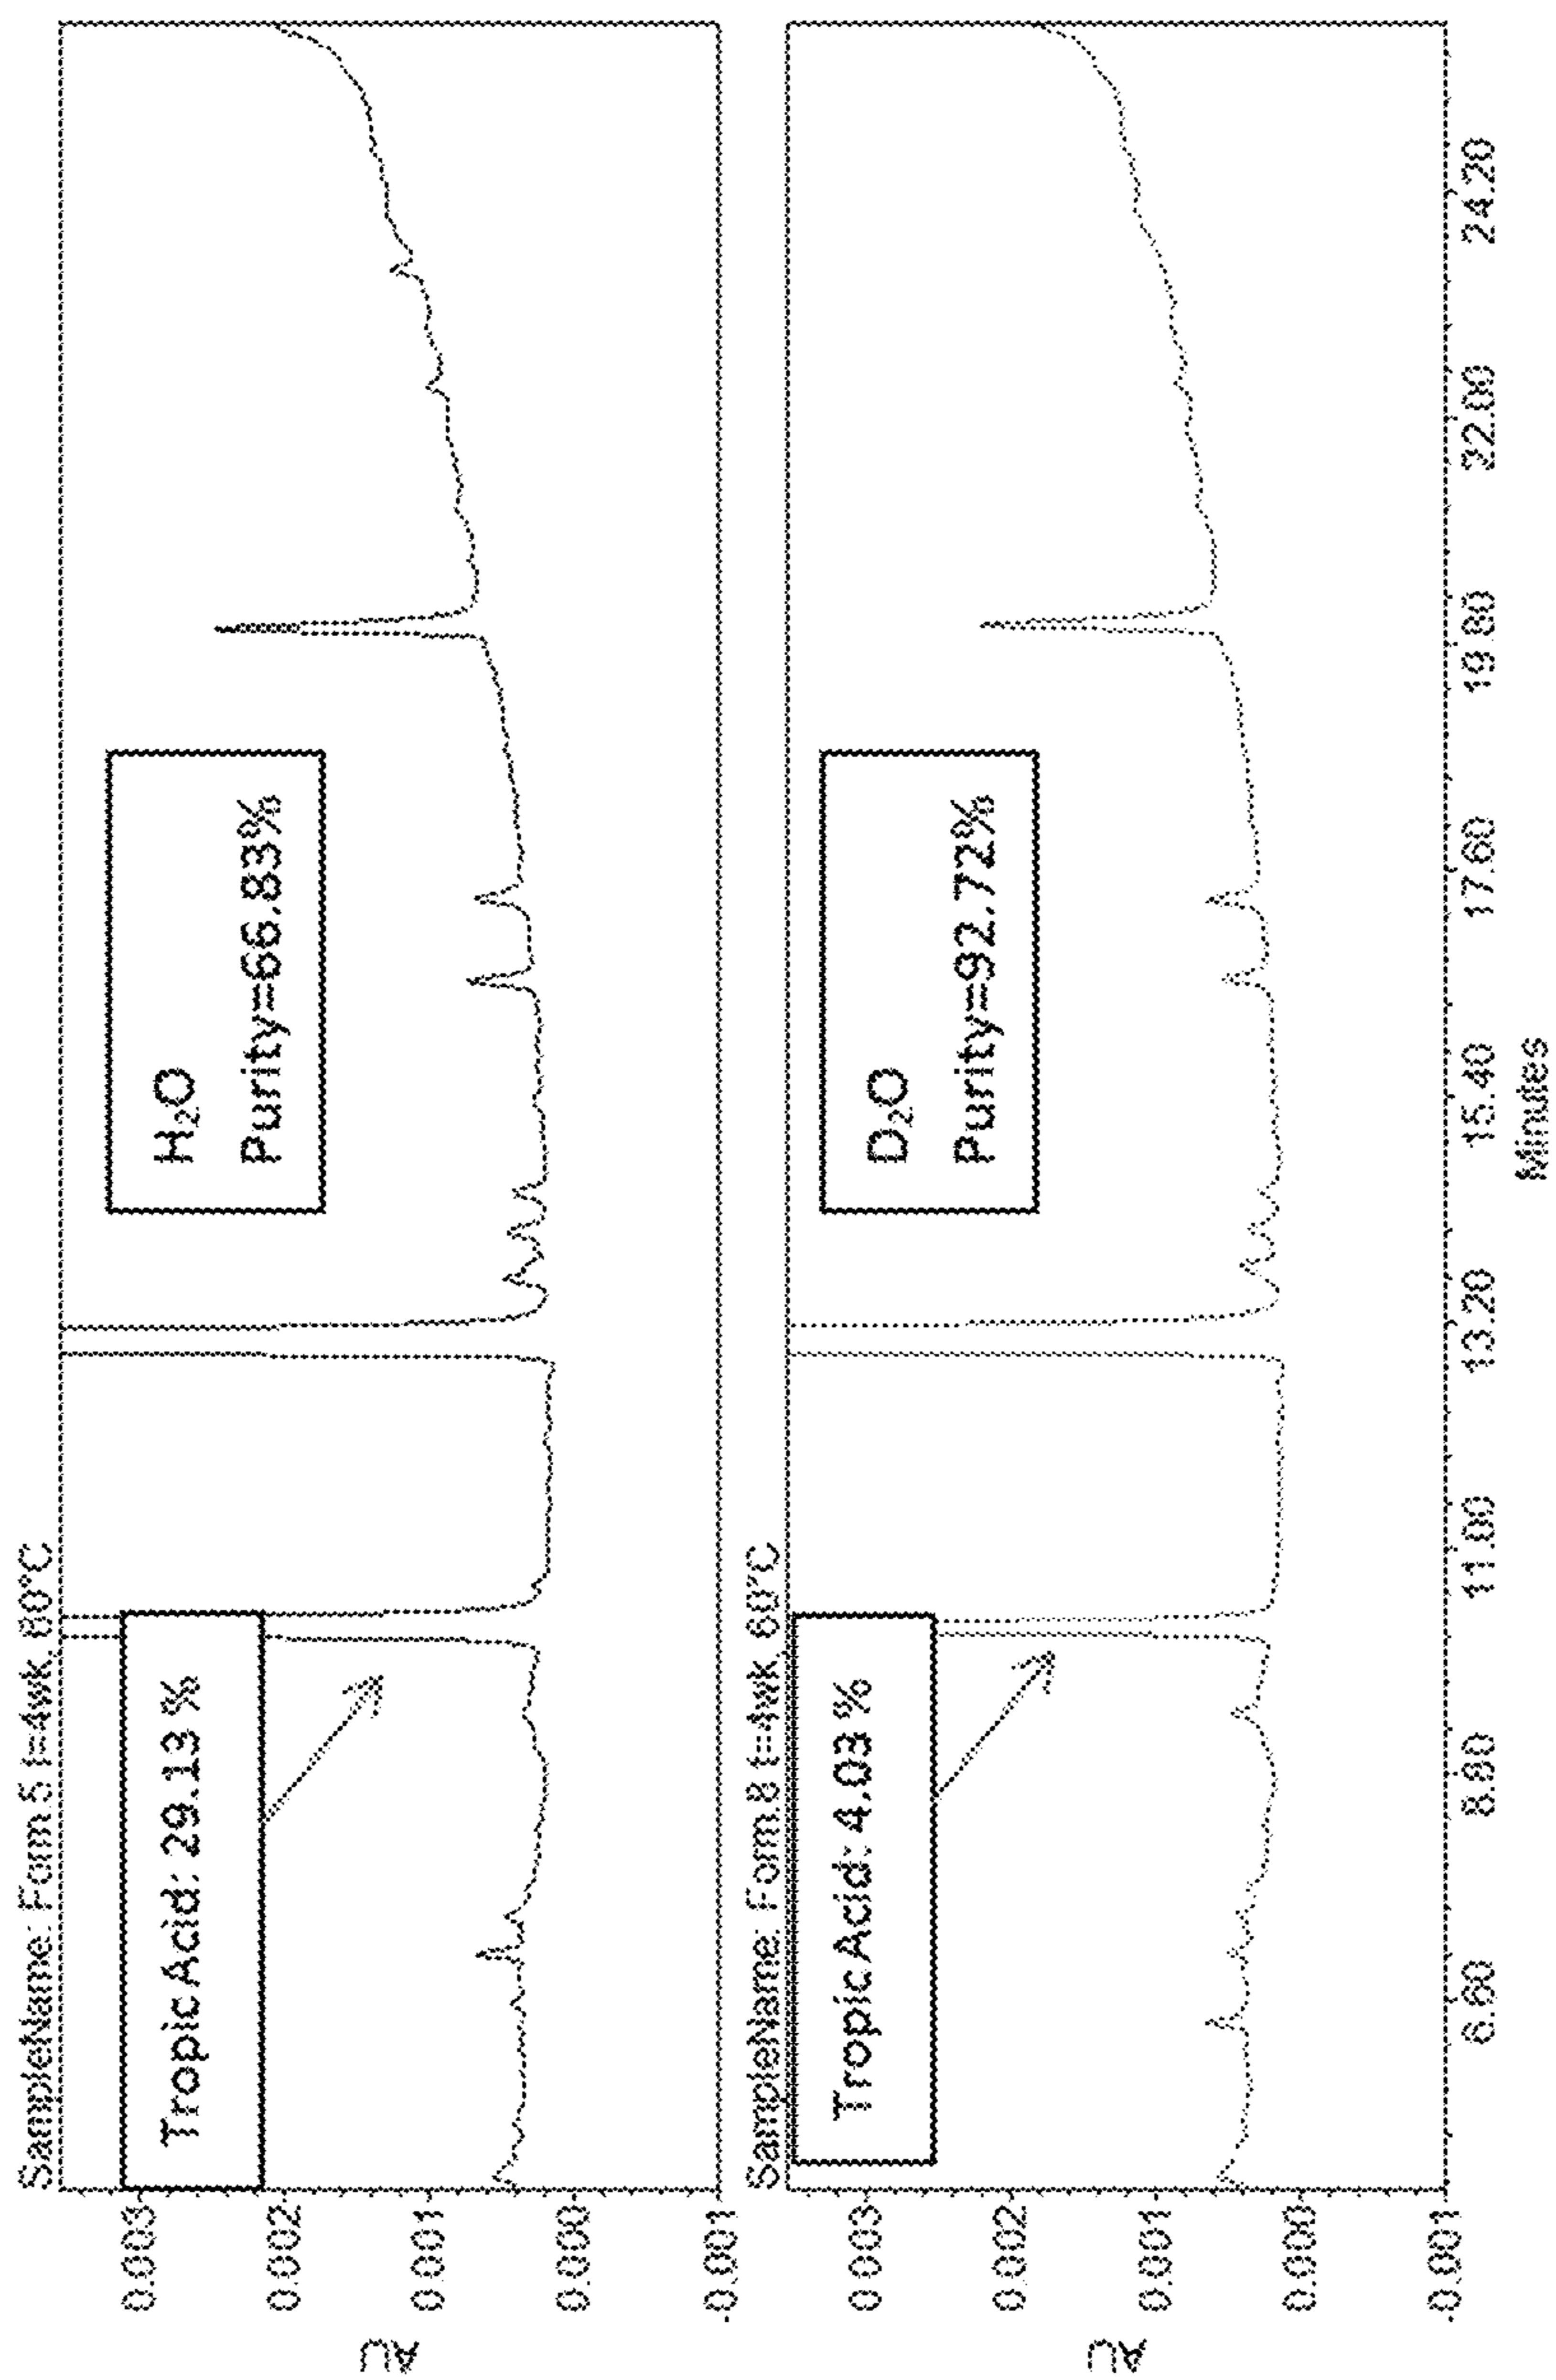 SampleName: Form.5 t=4wk, 60°C
Tropic Acid: 29.13 %
H₂O
Purity=66.83%
AU
0.003
0.002
0.001
0.000
-0.001
SampleName: Form.8 t=4wk, 60°C
Tropic Acid: 4.03 %
D₂O
Purity=92.72%
AU
0.003
0.002
0.001
0.000
-0.001
6.60
8.80
11.00
13.20
15.40
17.60
19.80
22.00
24.20
Minutes